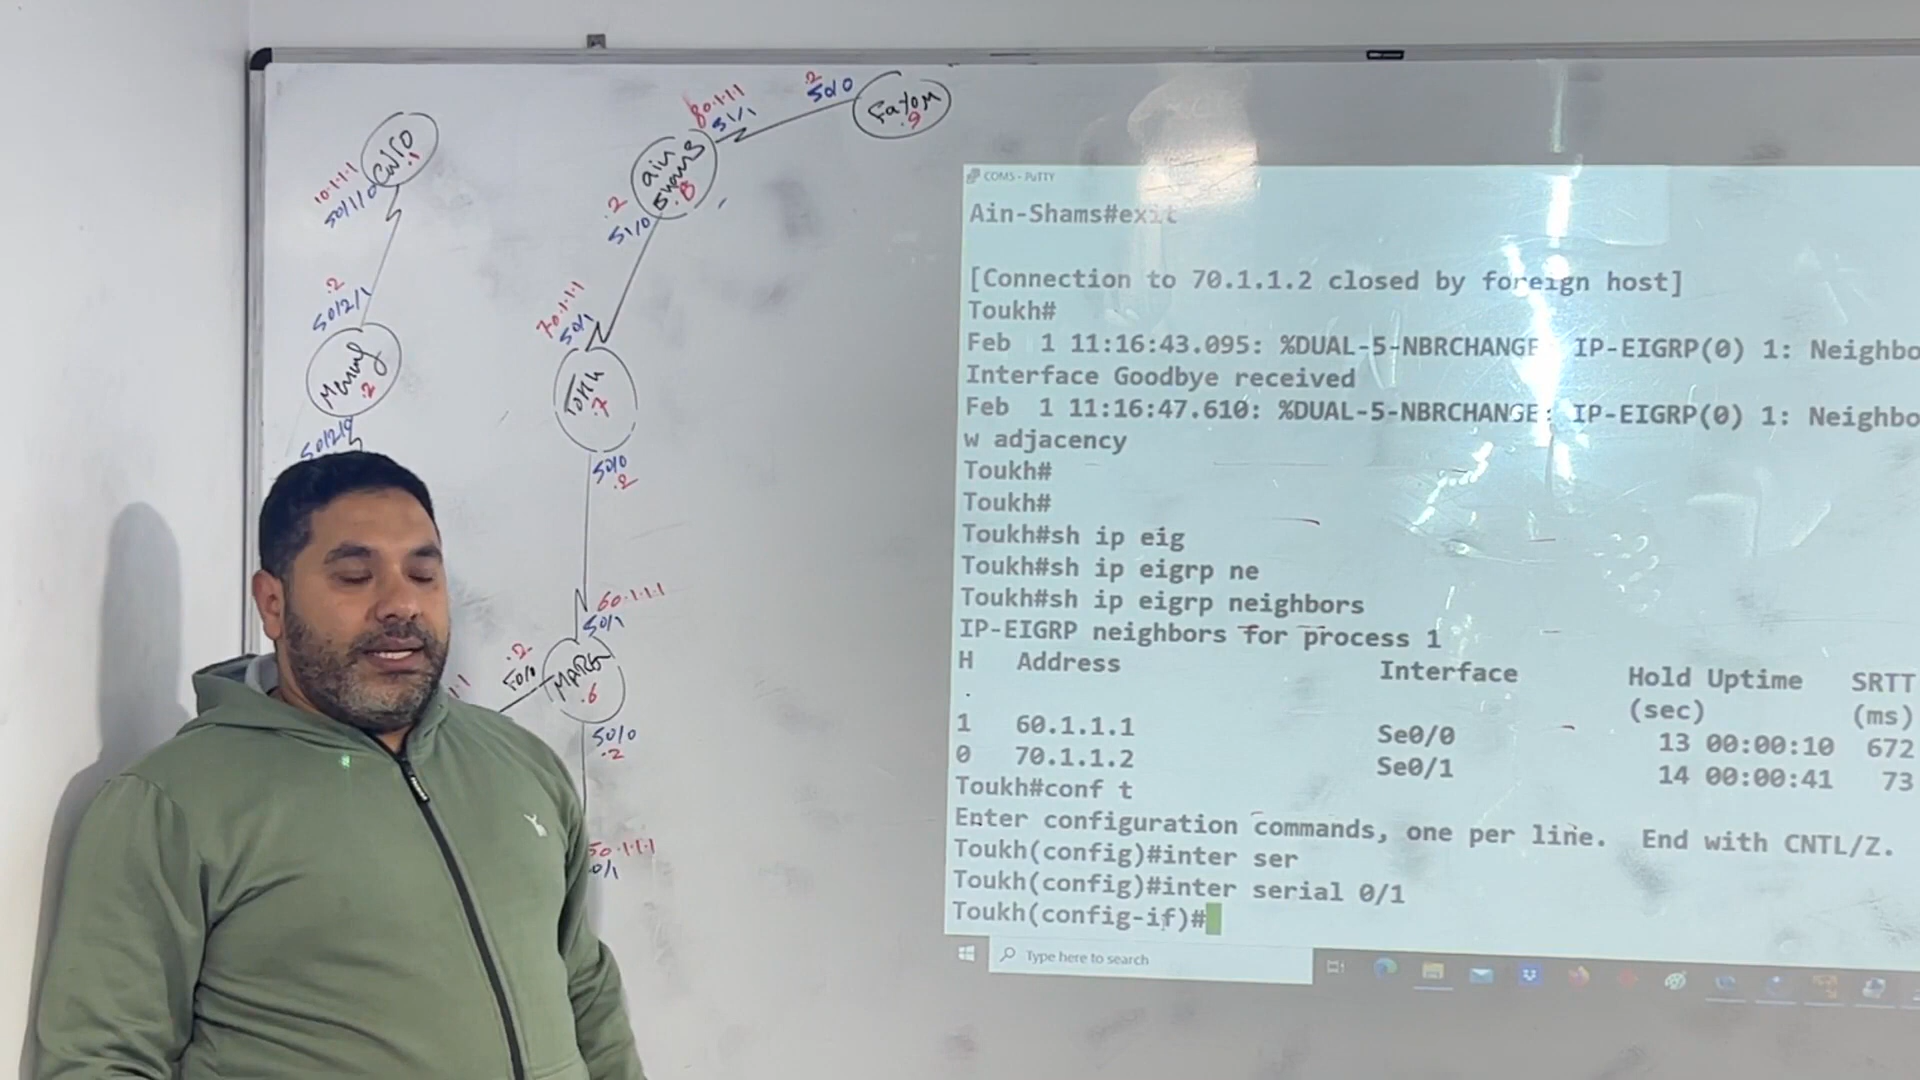 Cairo
.1
10.1.1.1
S0/1/0
.2
S0/2/1
.2
80.1.1.1
S1/1
.2
S0/0
Fayom
.9
ain
shams
.8
.2
S1/0
70.1.1.1
S0/1
.7
S0/0
.2
60.1.1.1
S0/1
.2
S0/0
MARG
.6
S0/0
.2
50.1.1.1
0/1
COM5 - PuTTY
Ain-Shams#exit
[Connection to 70.1.1.2 closed by foreign host]
Toukh#
Feb  1 11:16:43.095: %DUAL-5-NBRCHANGE: IP-EIGRP(0) 1: Neighbo
Interface Goodbye received
Feb  1 11:16:47.610: %DUAL-5-NBRCHANGE: IP-EIGRP(0) 1: Neighbo
w adjacency
Toukh#
Toukh#
Toukh#sh ip eig
Toukh#sh ip eigrp ne
Toukh#sh ip eigrp neighbors
IP-EIGRP neighbors for process 1
H   Address   Interface   Hold Uptime   SRTT
(sec)   (ms)
1   60.1.1.1   Se0/0   13 00:00:10   672
0   70.1.1.2   Se0/1   14 00:00:41   73
Toukh#conf t
Enter configuration commands, one per line.  End with CNTL/Z.
Toukh(config)#inter ser
Toukh(config)#inter serial 0/1
Toukh(config-if)#
Type here to search